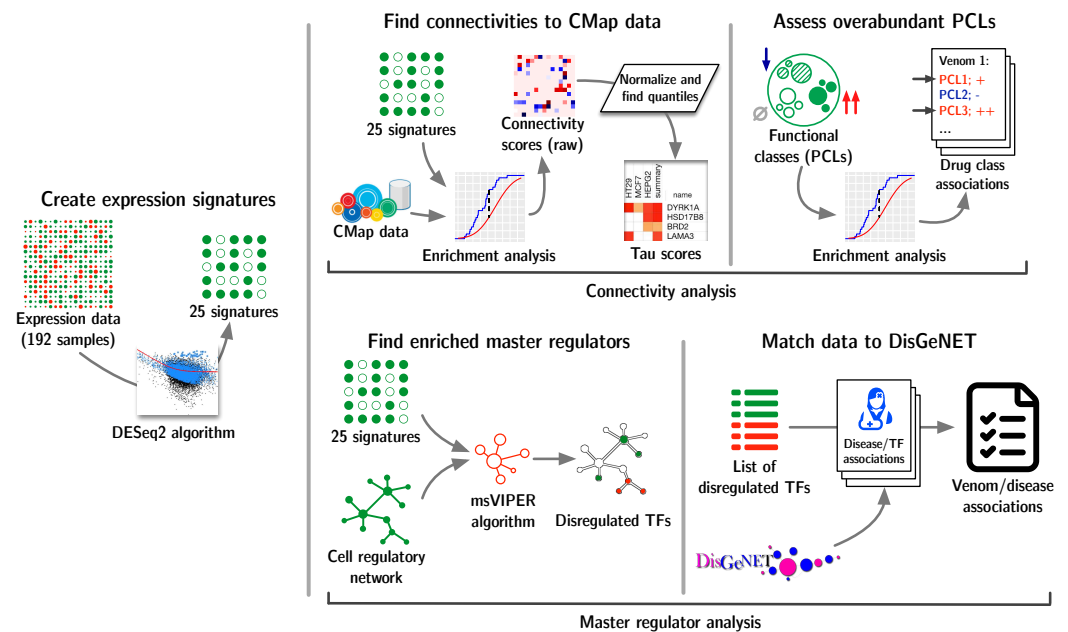 Create expression signatures
Expression data
(192 samples)
25 signatures
DESeq2 algorithm
Find connectivities to CMap data
25 signatures
CMap data
Enrichment analysis
Connectivity
scores (raw)
Normalize and
find quantiles
HT29
MCF7
HEPG2
summary
name
DYRK1A
HSD17B8
BRD2
LAMA3
Tau scores
Assess overabundant PCLs
Functional
classes (PCLs)
Enrichment analysis
Venom 1:
PCL1; +
PCL2; -
PCL3; ++
...
Drug class
associations
Connectivity analysis
Find enriched master regulators
25 signatures
Cell regulatory
network
msVIPER
algorithm
Disregulated TFs
Match data to DisGeNET
List of
disregulated TFs
Disease/TF
associations
DisGeNET
Venom/disease
associations
Master regulator analysis